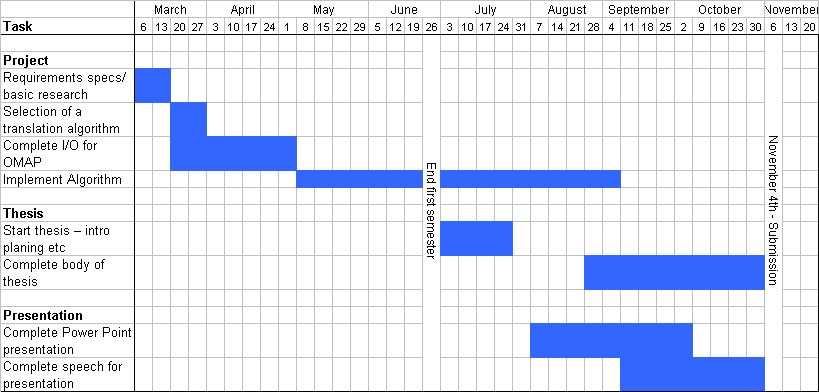 March April May June July August September October November
Task 6 13 20 27 3 10 17 24 1 8 15 22 29 5 12 19 26 3 10 17 24 31 7 14 21 28 4 11 18 25 2 9 16 23 30 6 13 20
Project
Requirements specs/
basic research
Selection of a
translation algorithm
Complete I/O for
OMAP
Implement Algorithm
End first semester
November 4th - Submission
Thesis
Start thesis – intro
planing etc
Complete body of
thesis
Presentation
Complete Power Point
presentation
Complete speech for
presentation